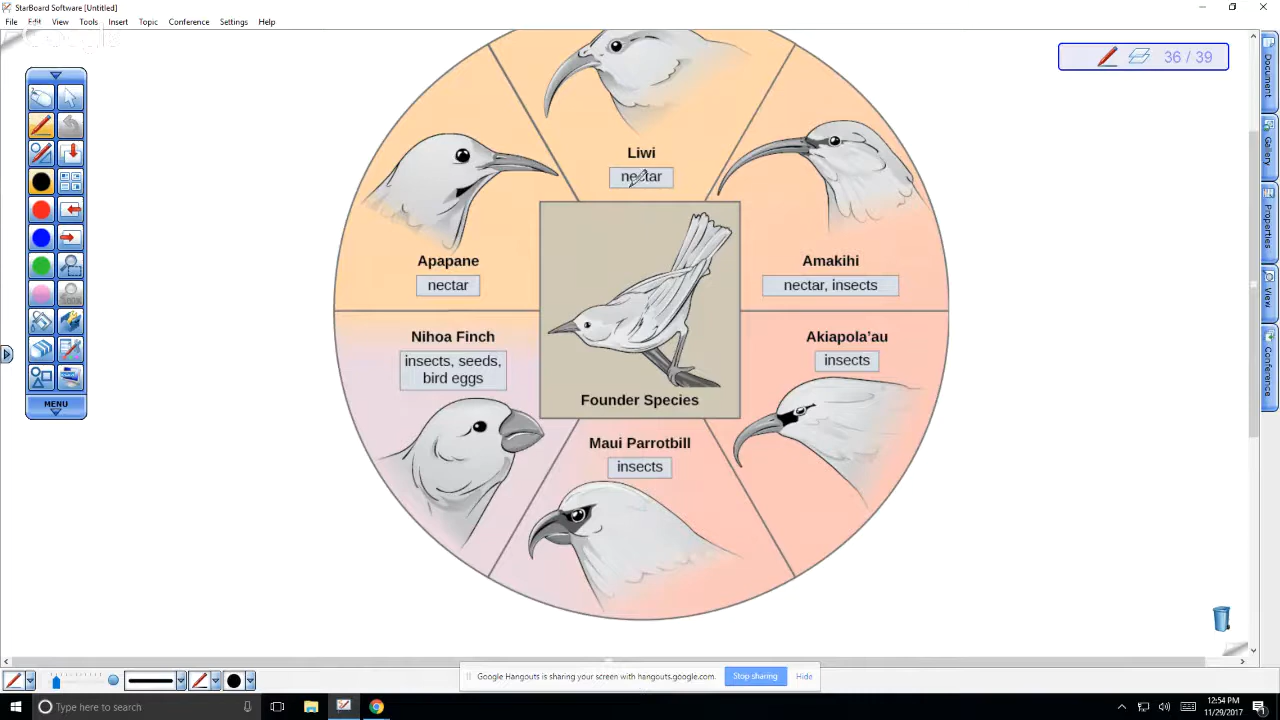 StarBoard Software [Untitled]
File Edit View Tools Insert Topic Conference Settings Help
36 / 39
Liwi
nectar
Apapane
nectar
Amakihi
nectar, insects
Nihoa Finch
insects, seeds,
bird eggs
Akiapola'au
insects
Founder Species
Maui Parrotbill
insects
MENU
Document
Gallery
Properties
View
Conference
Google Hangouts is sharing your screen with hangouts.google.com.
Stop sharing
Hide
Type here to search
12:54 PM
11/29/2017